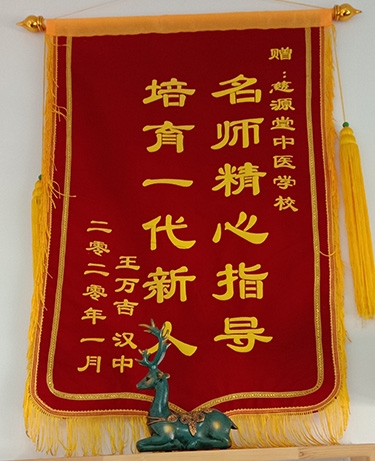 赠：慈源堂中医学校
名师精心指导
培育一代新人
王万吉 汉中
二零二零年一月